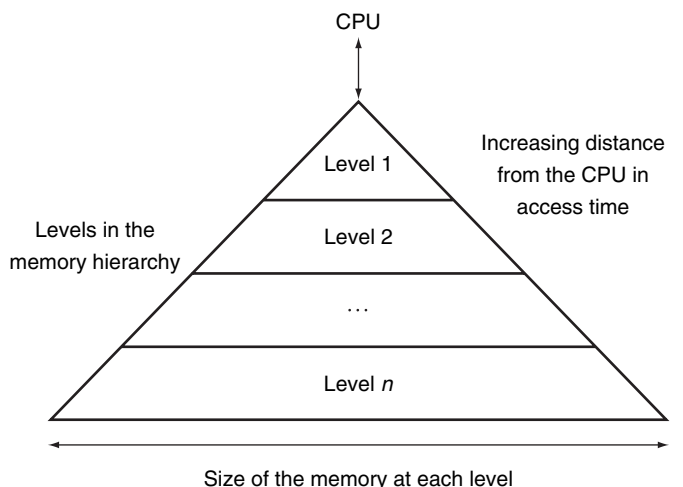 CPU
Increasing distance
from the CPU in
access time
Level 1
Levels in the
memory hierarchy
Level 2
...
Level n
Size of the memory at each level